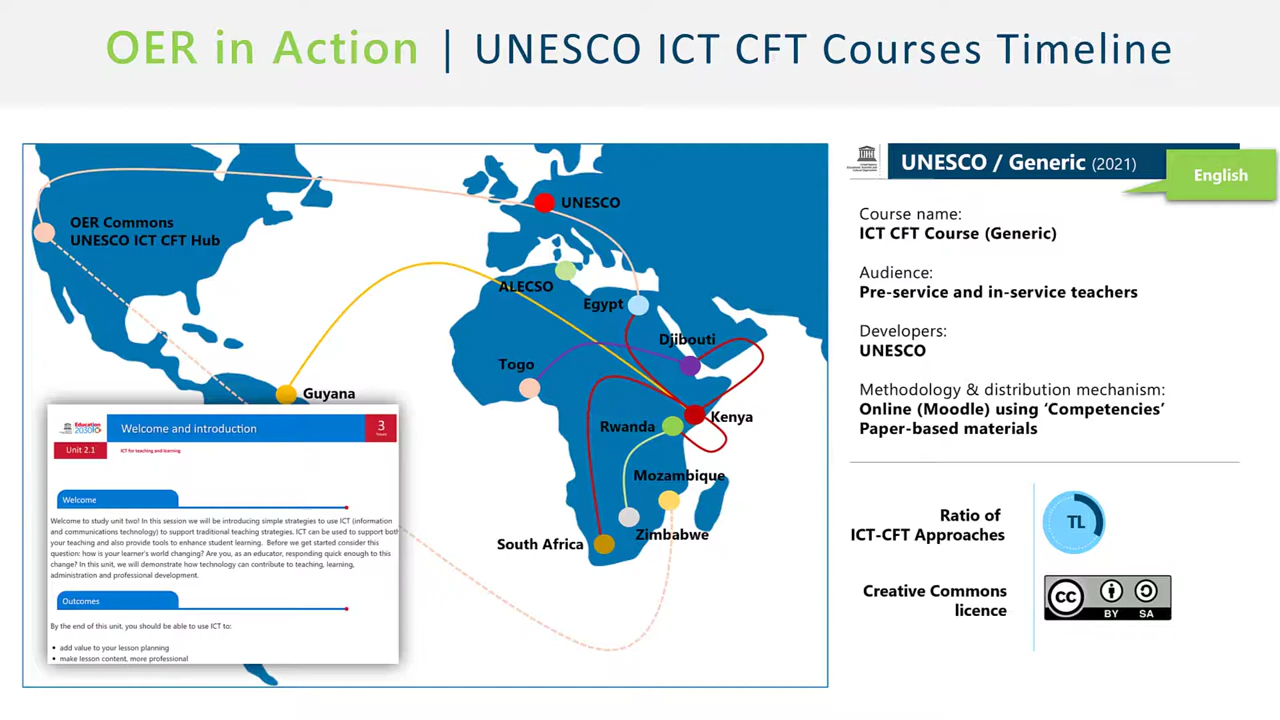 OER in Action | UNESCO ICT CFT Courses Timeline
OER Commons
UNESCO ICT CFT Hub
UNESCO
ALECSO
Egypt
Djibouti
Togo
Guyana
Kenya
Rwanda
Mozambique
Zimbabwe
South Africa
Education
2030
Welcome and introduction
3
Unit 2.1
ICT for teaching and learning
Welcome
Welcome to study unit two! In this session we will be introducing simple strategies to use ICT (information
and communications technology) to support traditional teaching strategies. ICT can be used to support both
your teaching and also provide tools to enhance student learning. Before we get started consider this
question: how is your learner's world changing? Are you, as an educator, responding quick enough to this
change? In this unit, we will demonstrate how technology can contribute to teaching, learning,
administration and professional development.
Outcomes
By the end of this unit, you should be able to use ICT to:
• add value to your lesson planning
• make lesson content, more professional
UNESCO / Generic (2021)
English
Course name:
ICT CFT Course (Generic)
Audience:
Pre-service and in-service teachers
Developers:
UNESCO
Methodology & distribution mechanism:
Online (Moodle) using ‘Competencies’
Paper-based materials
Ratio of
ICT-CFT Approaches
TL
Creative Commons
licence
cc
BY SA